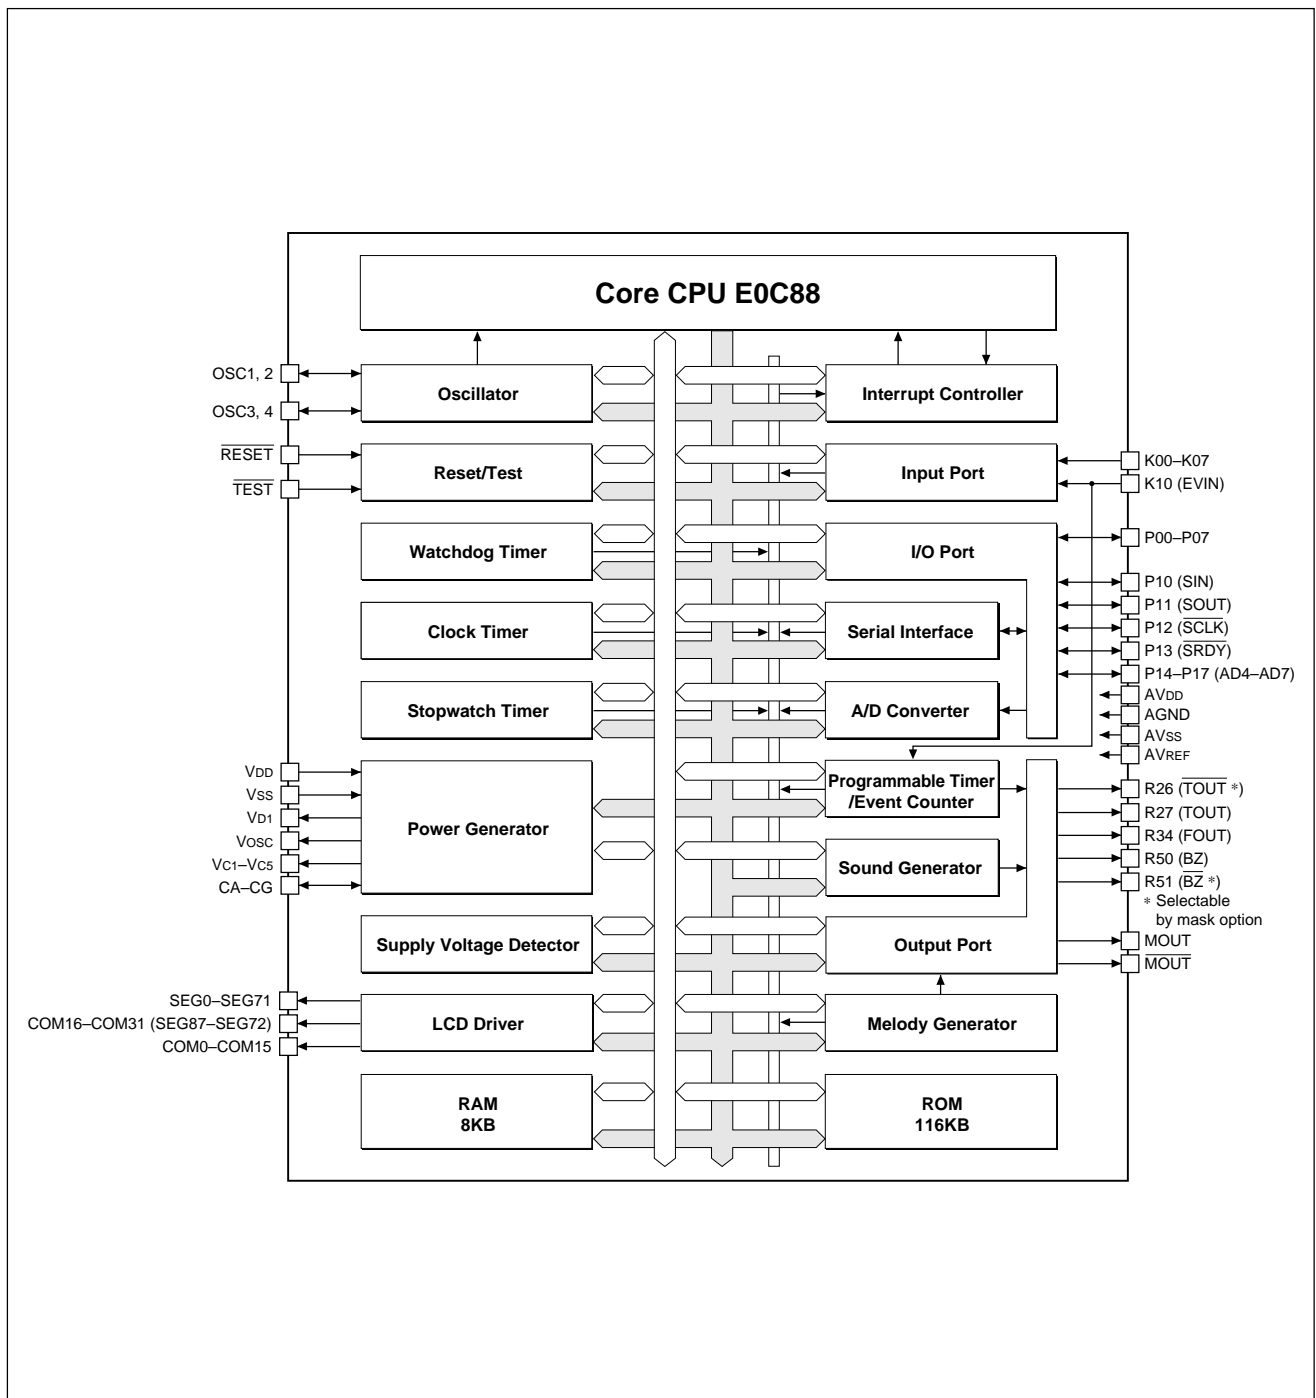 Core CPU E0C88
OSC1, 2
OSC3, 4
Oscillator
Interrupt Controller
RESET
TEST
Reset/Test
Input Port
K00–K07
K10 (EVIN)
Watchdog Timer
I/O Port
P00–P07
P10 (SIN)
P11 (SOUT)
P12 (SCLK)
P13 (SRDY)
P14–P17 (AD4–AD7)
Clock Timer
Serial Interface
Stopwatch Timer
A/D Converter
AVDD
AGND
AVSS
AVREF
VDD
VSS
VD1
VOSC
VC1–VC5
CA–CG
Power Generator
Programmable Timer
/Event Counter
Sound Generator
R26 (TOUT *)
R27 (TOUT)
R34 (FOUT)
R50 (BZ)
R51 (BZ *)
* Selectable
by mask option
Supply Voltage Detector
Output Port
MOUT
MOUT
SEG0–SEG71
COM16–COM31 (SEG87–SEG72)
COM0–COM15
LCD Driver
Melody Generator
RAM
8KB
ROM
116KB